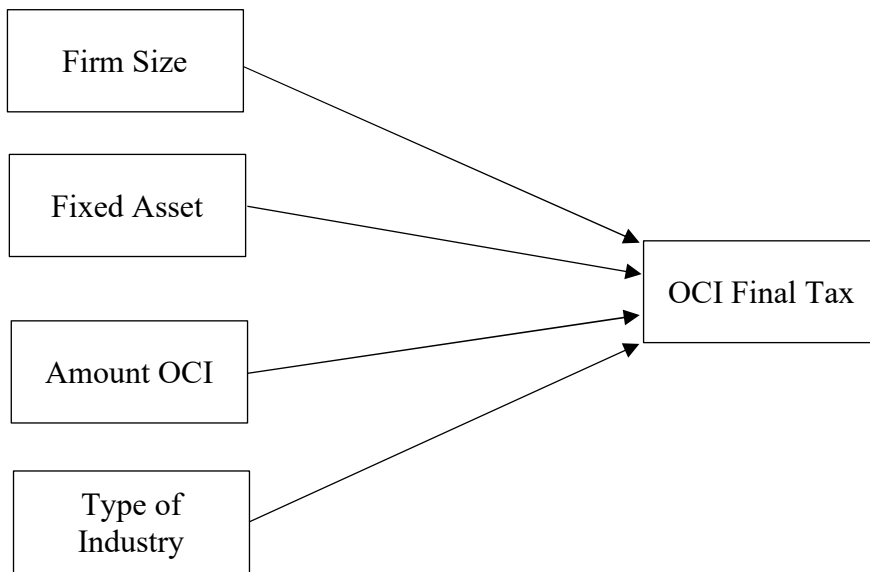 Firm Size
Fixed Asset
OCI Final Tax
Amount OCI
Type of
Industry